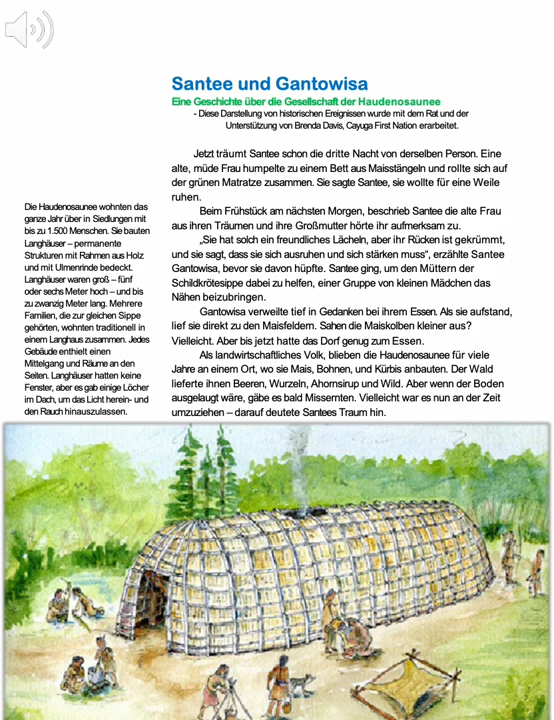 Santee und Gantowisa
Eine Geschichte über die Gesellschaft der Haudenosaunee
- Diese Darstellung von historischen Ereignissen wurde mit dem Rat und der
Unterstützung von Brenda Davis, Cayuga First Nation erarbeitet.
Jetzt träumt Santee schon die dritte Nacht von derselben Person. Eine
alte, müde Frau humpelte zu einem Bett aus Maisstängeln und rollte sich auf
der grünen Matratze zusammen. Sie sagte Santee, sie wollte für eine Weile
ruhen.
Beim Frühstück am nächsten Morgen, beschrieb Santee die alte Frau
aus ihren Träumen und ihre Großmutter hörte ihr aufmerksam zu.
„Sie hat solch ein freundliches Lächeln, aber ihr Rücken ist gekrümmt,
und sie sagt, dass sie sich ausruhen und sich stärken muss“, erzählte Santee
Gantowisa, bevor sie davon hüpfte. Santee ging, um den Müttern der
Schildkrötesippe dabei zu helfen, einer Gruppe von kleinen Mädchen das
Nähen beizubringen.
Gantowisa verweilte tief in Gedanken bei ihrem Essen. Als sie aufstand,
lief sie direkt zu den Maisfeldern. Sahen die Maiskolben kleiner aus?
Vielleicht. Aber bis jetzt hatte das Dorf genug zum Essen.
Als landwirtschaftliches Volk, blieben die Haudenosaunee für viele
Jahre an einem Ort, wo sie Mais, Bohnen, und Kürbis anbauten. Der Wald
lieferte ihnen Beeren, Wurzeln, Ahornsirup und Wild. Aber wenn der Boden
ausgelaugt wäre, gäbe es bald Missernten. Vielleicht war es nun an der Zeit
umzuziehen – darauf deutete Santees Traum hin.
Die Haudenosaunee wohnten das
ganze Jahr über in Siedlungen mit
bis zu 1.500 Menschen. Sie bauten
Langhäuser – permanente
Strukturen mit Rahmen aus Holz
und mit Ulmenrinde bedeckt.
Langhäuser waren groß – fünf
oder sechs Meter hoch – und bis
zu zwanzig Meter lang. Mehrere
Familien, die zur gleichen Sippe
gehörten, wohnten traditionell in
einem Langhaus zusammen. Jedes
Gebäude enthielt einen
Mittelgang und Räume an den
Seiten. Langhäuser hatten keine
Fenster, aber es gab einige Löcher
im Dach, um das Licht herein- und
den Rauch hinauszulassen.